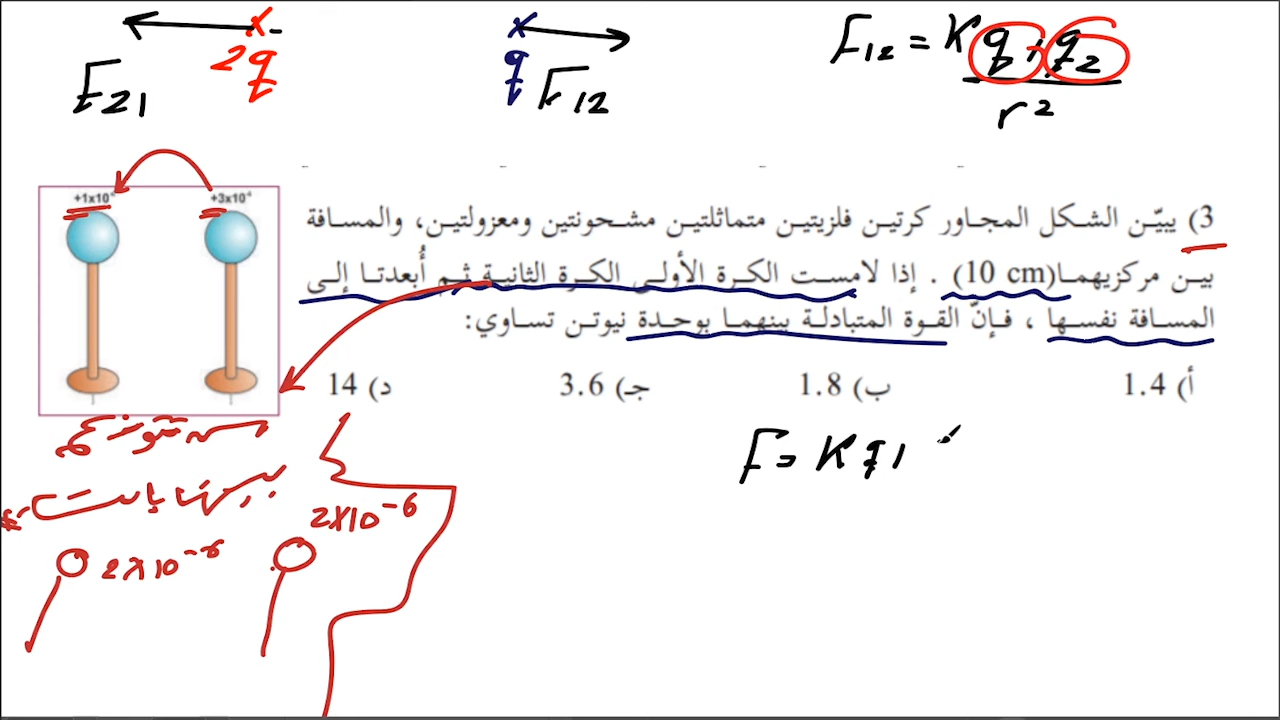 F21 2q q F12 F12 = K q1 . q2 / r²
+1x10⁻⁶ +3x10⁻⁶
3) يبيّن الشكل المجاور كرتين فلزيتين متماثلتين مشحونتين ومعزولتين، والمسافة
بين مركزيهما(10 cm) . إذا لامست الكرة الأولى الكرة الثانية ثم أُبعدتا إلى
المسافة نفسها ، فإنّ القوة المتبادلة بينهما بوحدة نيوتن تساوي:
أ) 1.4 ب) 1.8 جـ) 3.6 د) 14
F = K q1
بينهما
2x10⁻⁶ 2x10⁻⁶